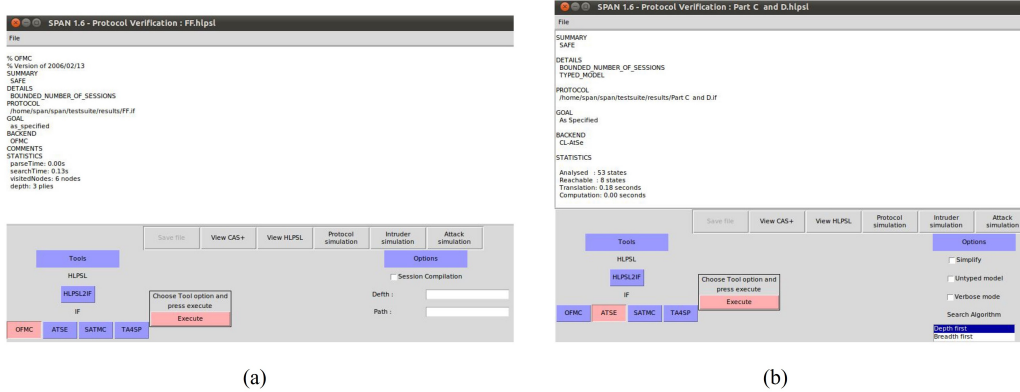 SPAN 1.6 - Protocol Verification : FF.hlpsl
File
% OFMC
% Version of 2006/02/13
SUMMARY
SAFE
DETAILS
BOUNDED_NUMBER_OF_SESSIONS
PROTOCOL
/home/span/span/testsuite/results/FF.if
GOAL
as_specified
BACKEND
OFMC
COMMENTS
STATISTICS
parseTime: 0.00s
searchTime: 0.13s
visitedNodes: 6 nodes
depth: 3 plies
Save file
View CAS+
View HLPSL
Protocol simulation
Intruder simulation
Attack simulation
Tools
HLPSL
HLPSL2IF
IF
OFMC
ATSE
SATMC
TA4SP
Choose Tool option and
press execute
Execute
Options
Session Compilation
Defth :
Path :
(a)
SPAN 1.6 - Protocol Verification : Part C and D.hlpsl
File
SUMMARY
SAFE
DETAILS
BOUNDED_NUMBER_OF_SESSIONS
TYPED_MODEL
PROTOCOL
/home/span/span/testsuite/results/Part C and D.if
GOAL
As Specified
BACKEND
CL-AtSe
STATISTICS
Analysed : 53 states
Reachable : 8 states
Translation: 0.18 seconds
Computation: 0.00 seconds
Save file
View CAS+
View HLPSL
Protocol simulation
Intruder simulation
Attack simulation
Tools
HLPSL
HLPSL2IF
IF
OFMC
ATSE
SATMC
TA4SP
Choose Tool option and
press execute
Execute
Options
Simplify
Untyped model
Verbose mode
Search Algorithm
Depth first
Breadth first
(b)